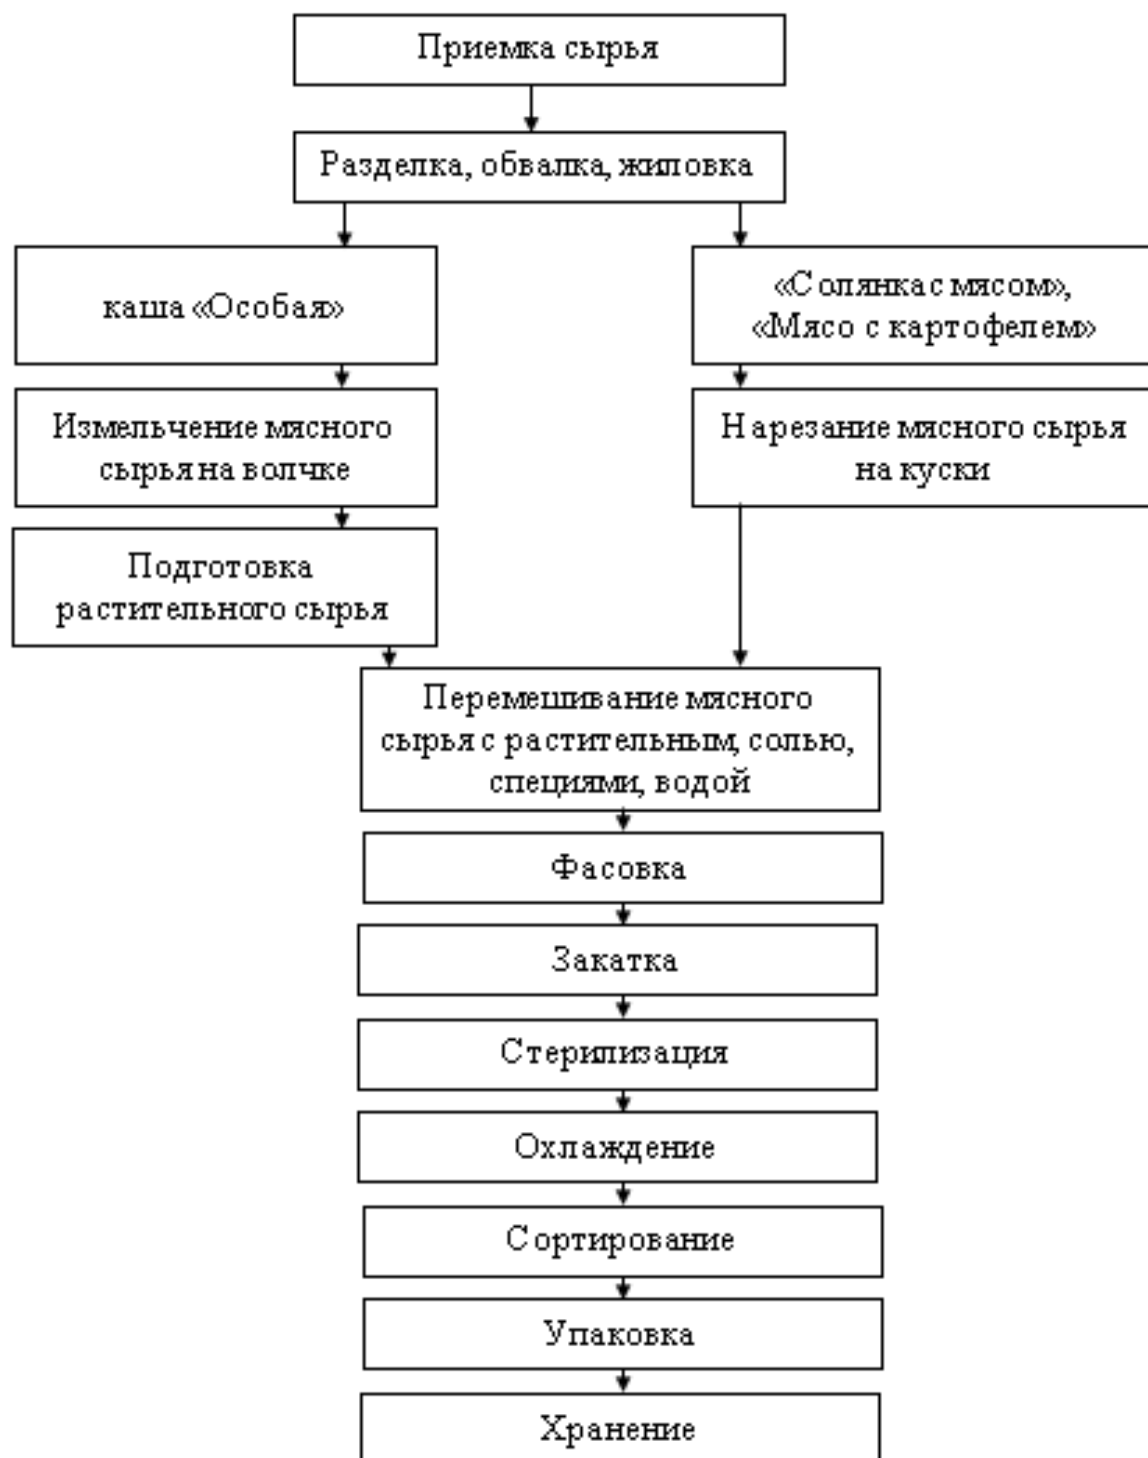 Приемка сырья
Разделка, обвалка, жиловка
каша «Особая»
«Солянка с мясом»,
«Мясо с картофелем»
Измельчение мясного
сырья на волчке
Нарезание мясного сырья
на куски
Подготовка
растительного сырья
Перемешивание мясного
сырья с растительным, солью,
специями, водой
Фасовка
Закатка
Стерилизация
Охлаждение
Сортирование
Упаковка
Хранение